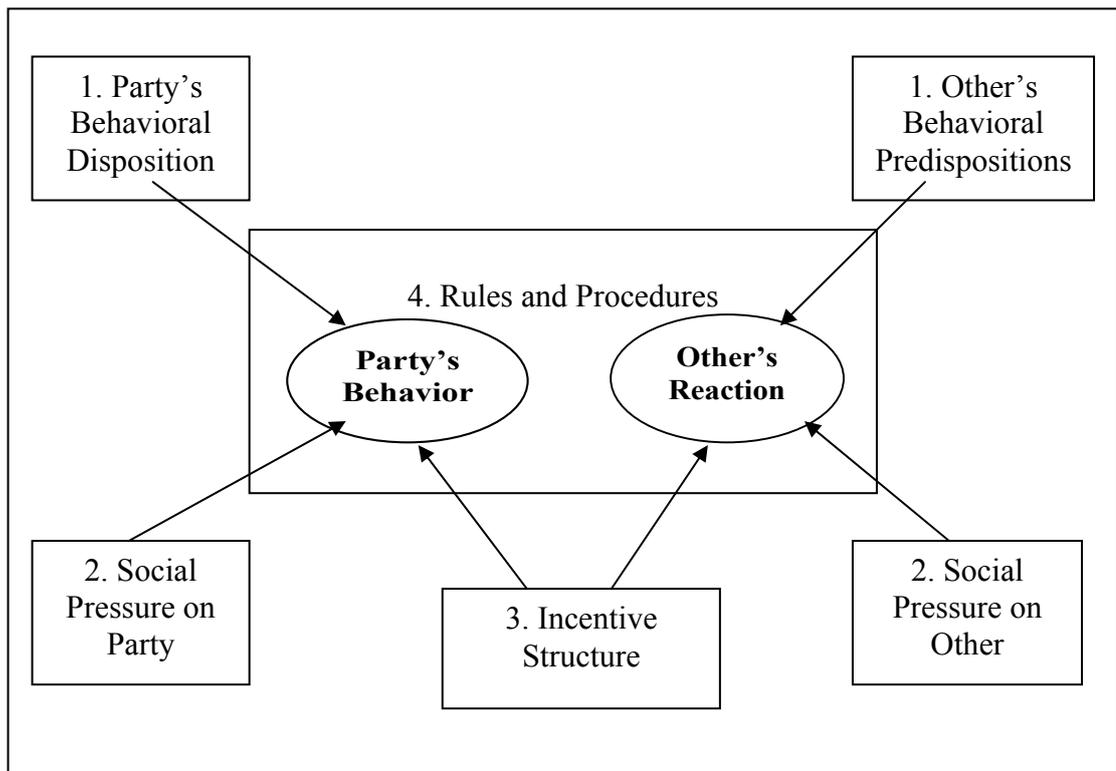 1. Party’s
Behavioral
Disposition
1. Other’s
Behavioral
Predispositions
4. Rules and Procedures
Party’s
Behavior
Other’s
Reaction
2. Social
Pressure on
Party
3. Incentive
Structure
2. Social
Pressure on
Other